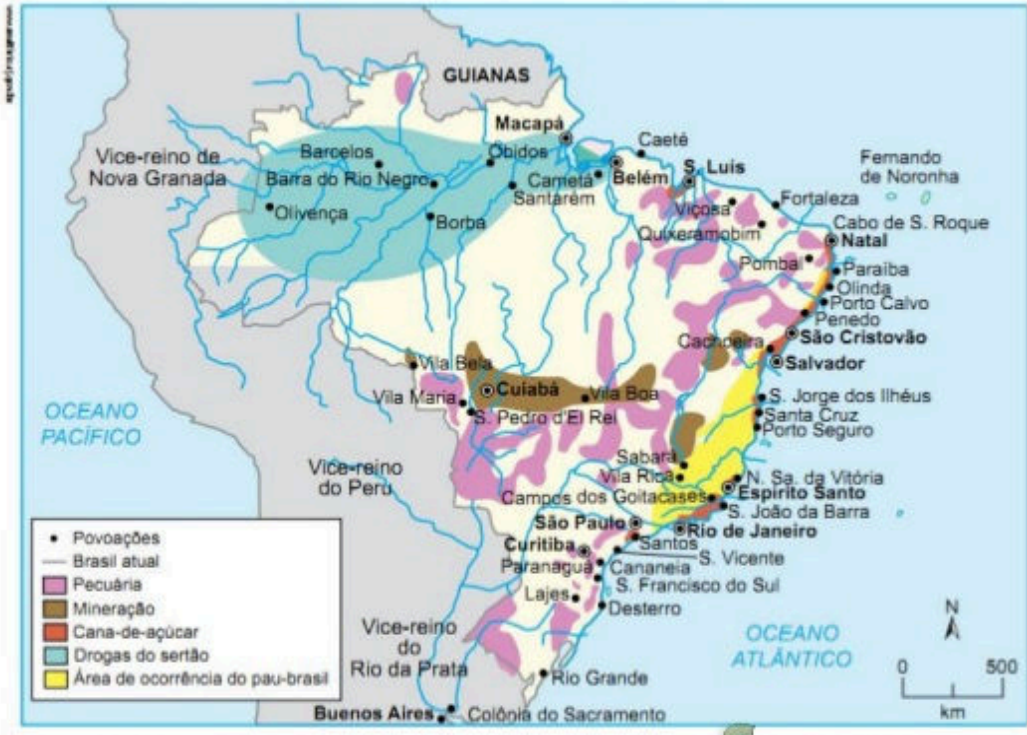 GUIANAS
Macapá
Caeté
Vice-reino de
Nova Granada
Barcelos
Óbidos
S. Luís
Fernando
de Noronha
Barra do Rio Negro
Cametá
Belém
Santarém
Viçosa
Fortaleza
Olivença
Borba
Quixeramobim
Cabo de S. Roque
Natal
Pombal
Paraíba
Olinda
Porto Calvo
Penedo
Cachoeira
São Cristovão
Vila Bela
Salvador
Cuiabá
Vila Maria
Vila Boa
S. Jorge dos Ilhéus
OCEANO
PACÍFICO
S. Pedro d'El Rei
Santa Cruz
Porto Seguro
Sabará
Vice-reino
do Peru
Vila Rica
N. Sa. da Vitória
Campos dos Goitacases
Espírito Santo
S. João da Barra
São Paulo
Rio de Janeiro
Curitiba
Santos
S. Vicente
Paranaguá
Cananeia
S. Francisco do Sul
Lajes
Desterro
Vice-reino
do
Rio da Prata
OCEANO
ATLÂNTICO
Rio Grande
Buenos Aires
Colônia do Sacramento
Povoações
Brasil atual
Pecuária
Mineração
Cana-de-açúcar
Drogas do sertão
Área de ocorrência do pau-brasil
N
0 500
km